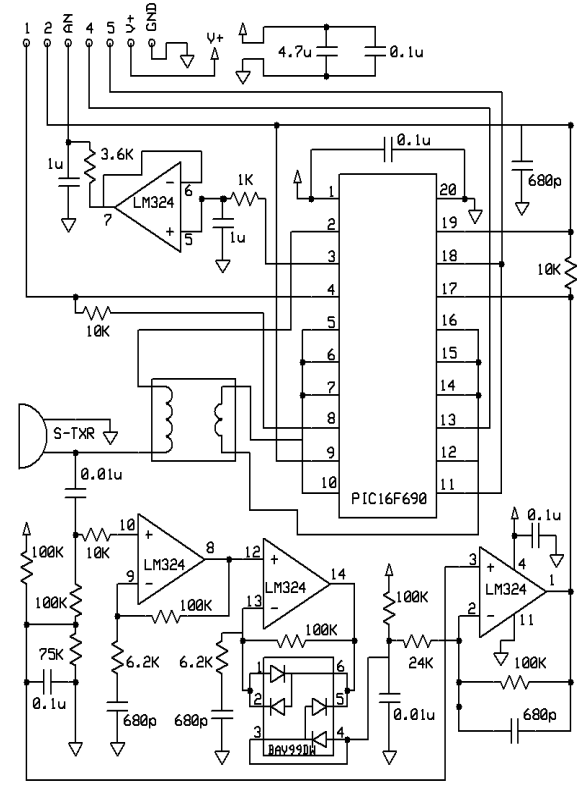 1 2 AN 4 5 V+ GND
V+
4.7u 0.1u
0.1u
3.6K
1u
LM324
6
7
5
1K
1u
680p
1 20
2 19
3 18
4 17
5 16
6 15
7 14
8 13
9 12
10 11
PIC16F690
10K
10K
S-TXR
0.01u
100K
10K
10
9
LM324
8
12
13
LM324
14
0.1u
3
2
4
LM324
1
11
100K
100K
100K
100K
75K
6.2K
6.2K
24K
100K
0.1u
680p
680p
1 6
2 5
3 4
BAV99DW
0.01u
680p